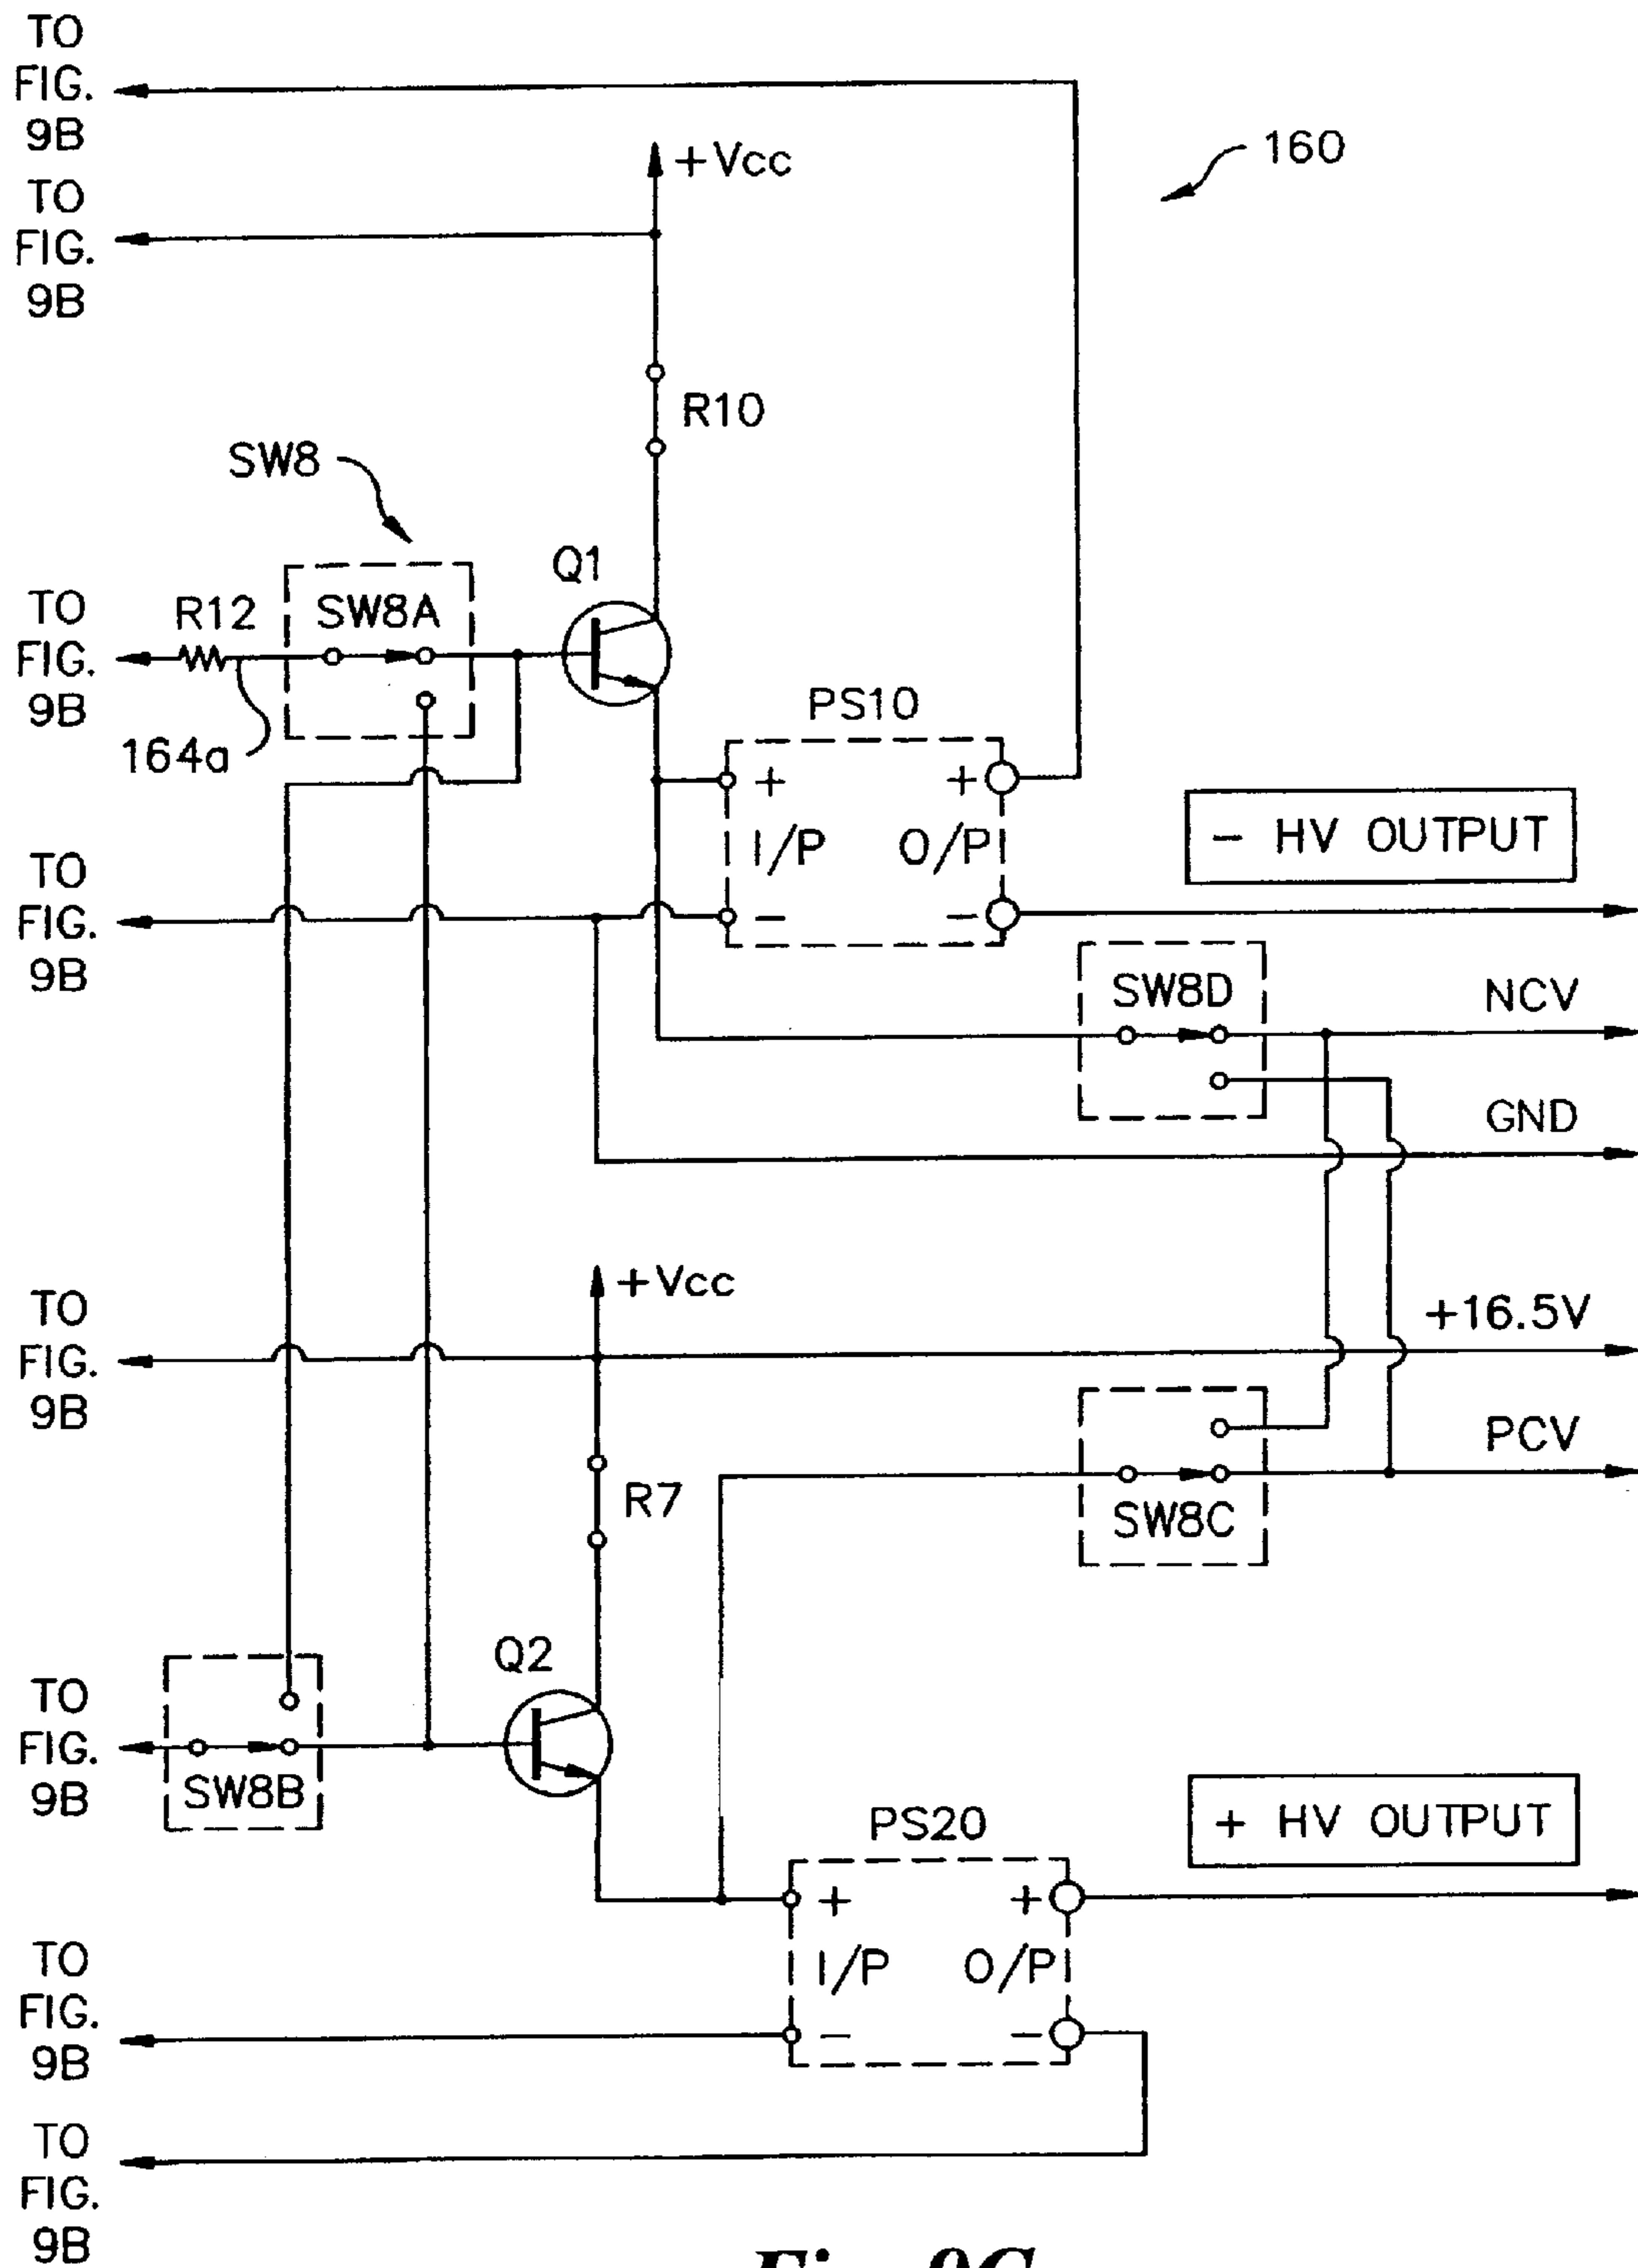 TO
FIG.
9B
+Vcc
160
TO
FIG.
9B
R10
SW8
Q1
TO
FIG.
9B
R12
SW8A
164a
PS10
+ +
I/P O/P
- -
- HV OUTPUT
TO
FIG.
9B
SW8D
NCV
GND
+Vcc
TO
FIG.
9B
+16.5V
PCV
R7
SW8C
Q2
TO
FIG.
9B
SW8B
PS20
+ HV OUTPUT
+ +
I/P O/P
- -
TO
FIG.
9B
TO
FIG.
9B